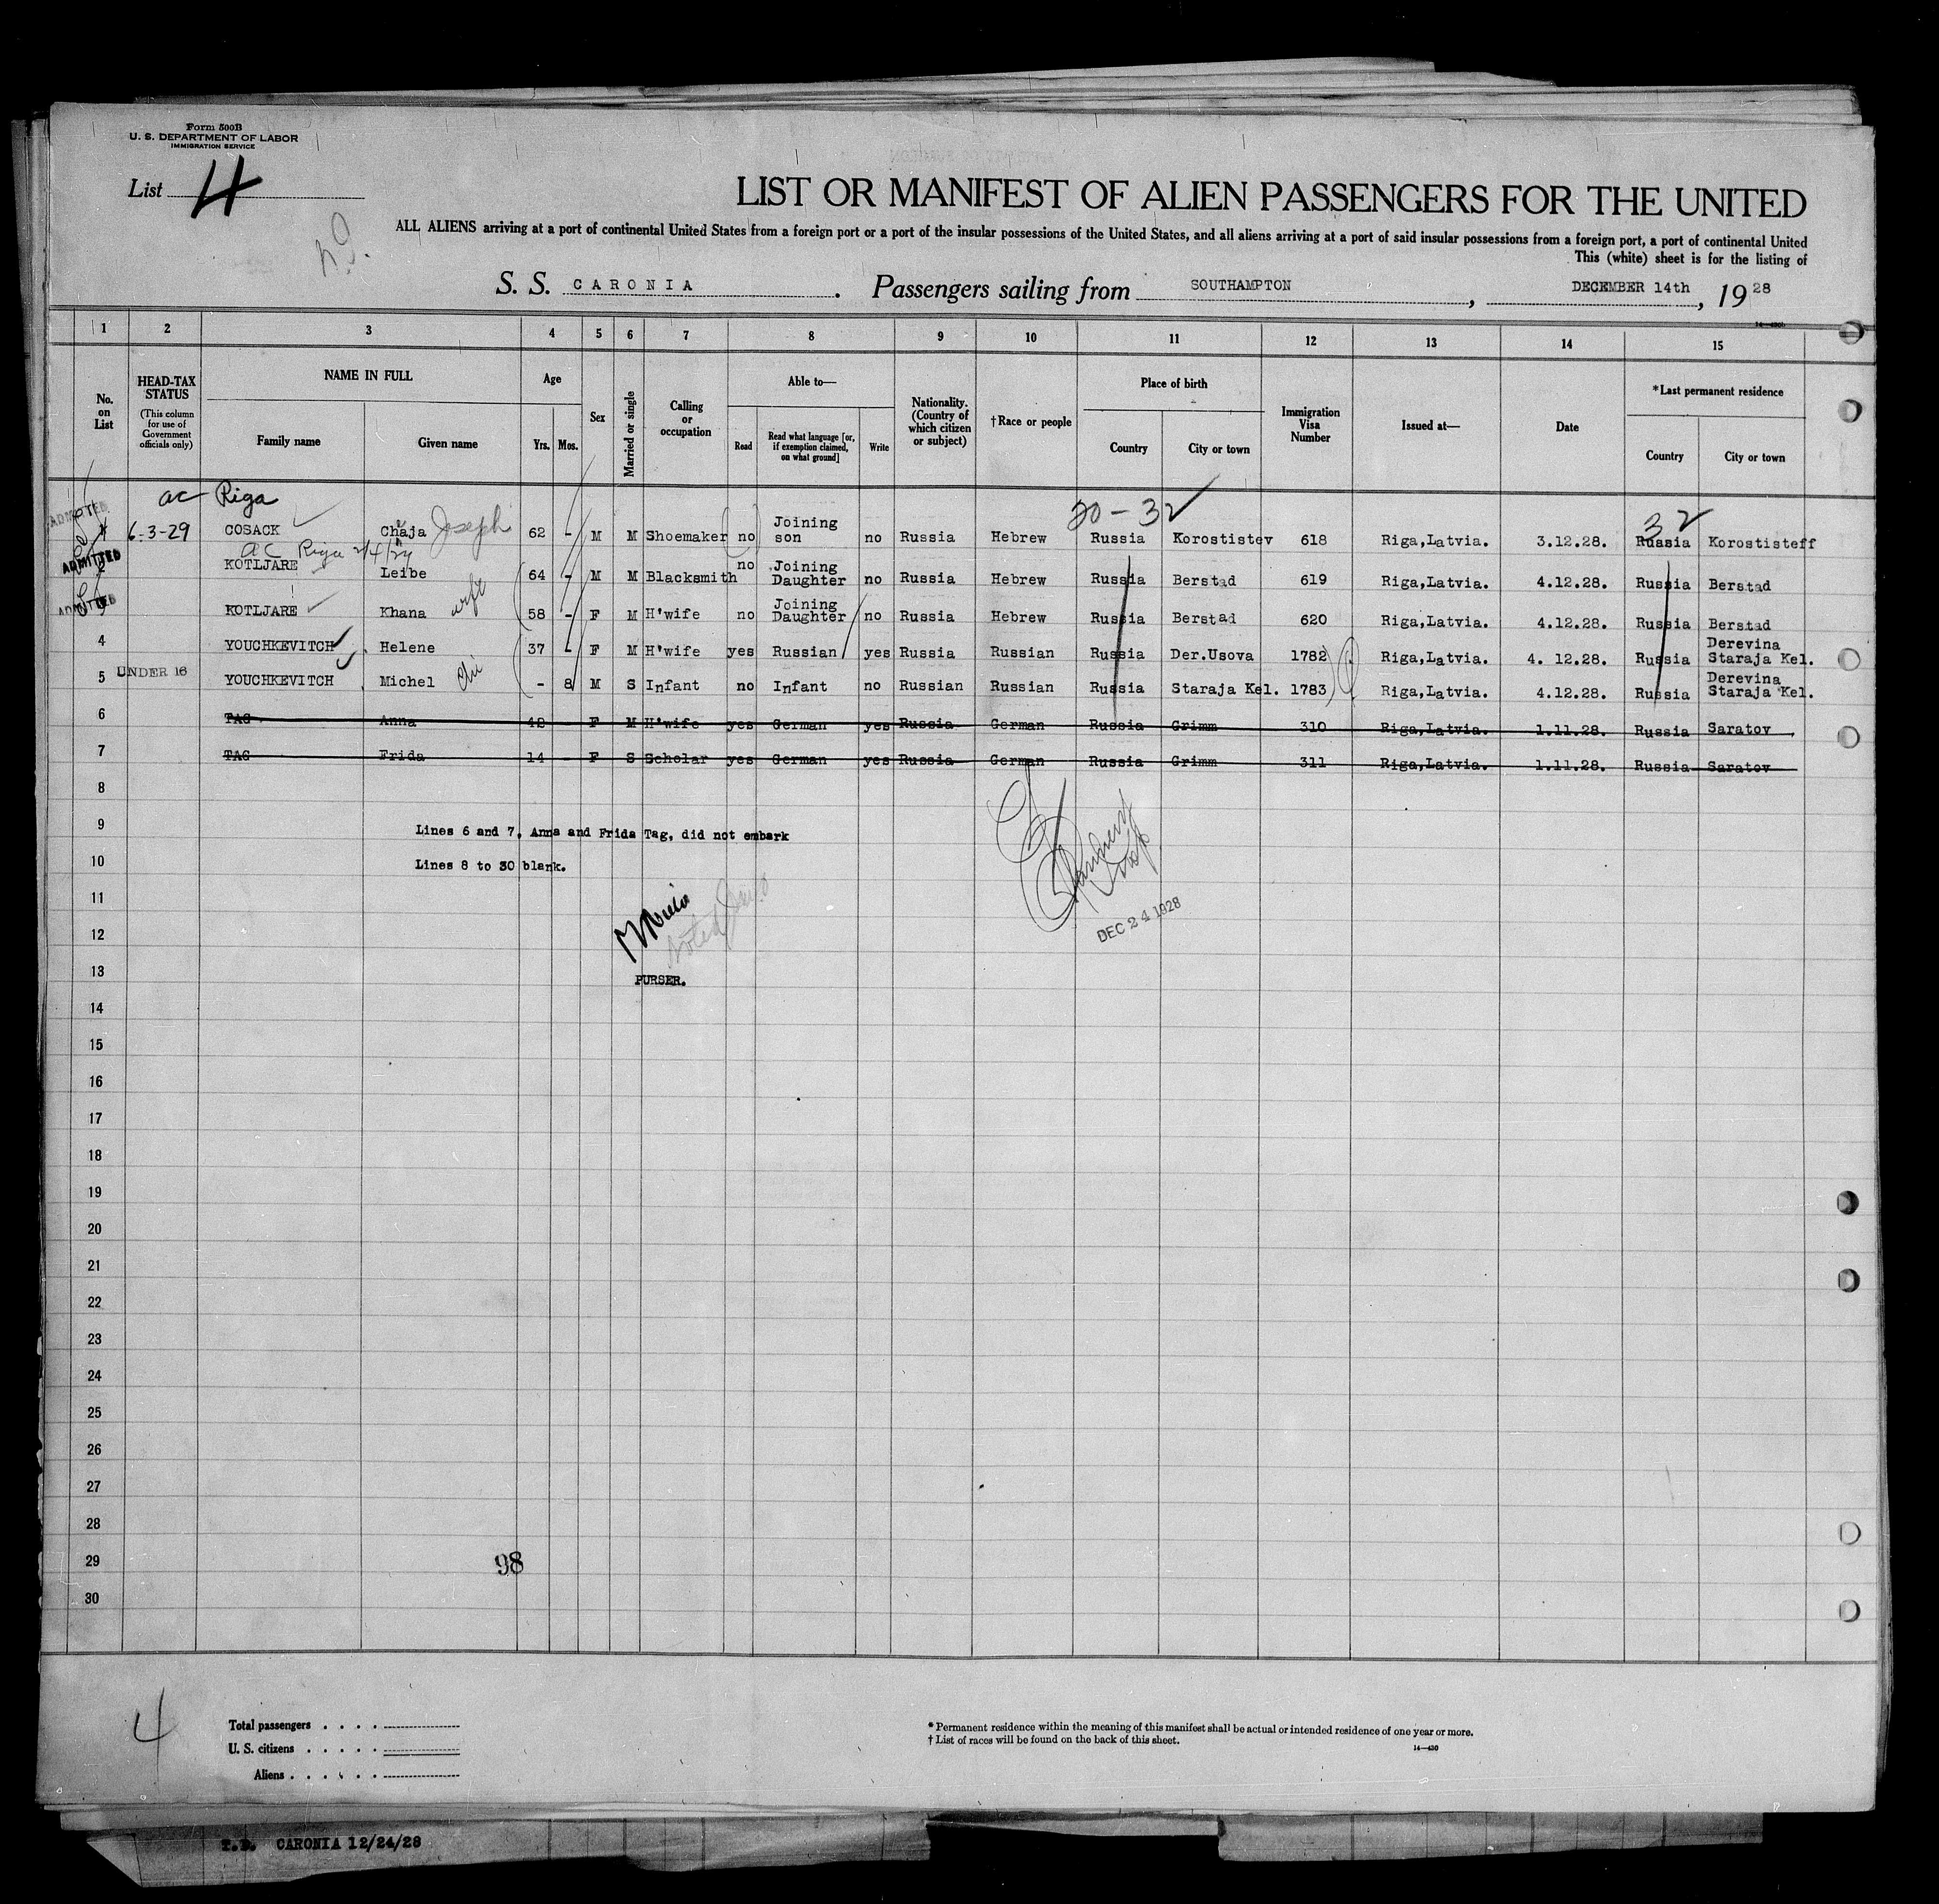 Form 500B
U. S. DEPARTMENT OF LABOR
IMMIGRATION SERVICE
List 4
LIST OR MANIFEST OF ALIEN PASSENGERS FOR THE UNITED
ALL ALIENS arriving at a port of continental United States from a foreign port or a port of the insular possessions of the United States, and all aliens arriving at a port of said insular possessions from a foreign port, a port of continental United
This (white) sheet is for the listing of
S. S. CARONIA. Passengers sailing from SOUTHAMPTON, DECEMBER 14th, 19 28
1 2 3 4 5 6 7 8 9 10 11 12 13 14 15
No. on List
HEAD-TAX STATUS (This column for use of Government officials only)
NAME IN FULL
Family name Given name
Age
Yrs. Mos.
Sex
Married or single
Calling or occupation
Able to—
Read
Read what language [or, if exemption claimed, on what ground]
Write
Nationality. (Country of which citizen or subject)
†Race or people
Place of birth
Country City or town
Immigration Visa Number
Issued at—
Date
*Last permanent residence
Country City or town
ac Riga
20-32 32
ADMITTED 6-3-29 COSACK Chaja Joseph 62 - M M Shoemaker no Joining son no Russia Hebrew Russia Korostistev 618 Riga,Latvia. 3.12.28. Russia Korostisteff
ac Riga
ADMITTED KOTLJARE Leibe 64 - M M Blacksmith no Joining Daughter no Russia Hebrew Russia Berstad 619 Riga,Latvia. 4.12.28. Russia Berstad
ADMITTED KOTLJARE Khana wife 58 - F M H'wife no Joining Daughter no Russia Hebrew Russia Berstad 620 Riga,Latvia. 4.12.28. Russia Berstad
4 YOUCHKEVITCH Helene 37 - F M H'wife yes Russian yes Russia Russian Russia Der.Usova 1782 Riga,Latvia. 4. 12.28. Russia Derevina Staraja Kel.
5 UNDER 16 YOUCHKEVITCH Michel - 8 M S Infant no Infant no Russian Russian Russia Staraja Kel. 1783 Riga,Latvia. 4.12.28. Russia Derevina Staraja Kel.
6 TAG Anna 42 - F M H'wife yes German yes Russia German Russia Grimm 310 Riga,Latvia. 1.11.28. Russia Saratov
7 TAG Frida 14 - F S Scholar yes German yes Russia German Russia Grimm 311 Riga,Latvia. 1.11.28. Russia Saratov
8
9 Lines 6 and 7, Anna and Frida Tag, did not embark
10 Lines 8 to 30 blank.
11
12 DEC 24 1928
13 PURSER.
14
15
16
17
18
19
20
21
22
23
24
25
26
27
28
29 98
30
4
Total passengers . . . .
U. S. citizens . . . . .
Aliens . . . . . .
* Permanent residence within the meaning of this manifest shall be actual or intended residence of one year or more.
† List of races will be found on the back of this sheet.
14—430
CARONIA 12/24/28